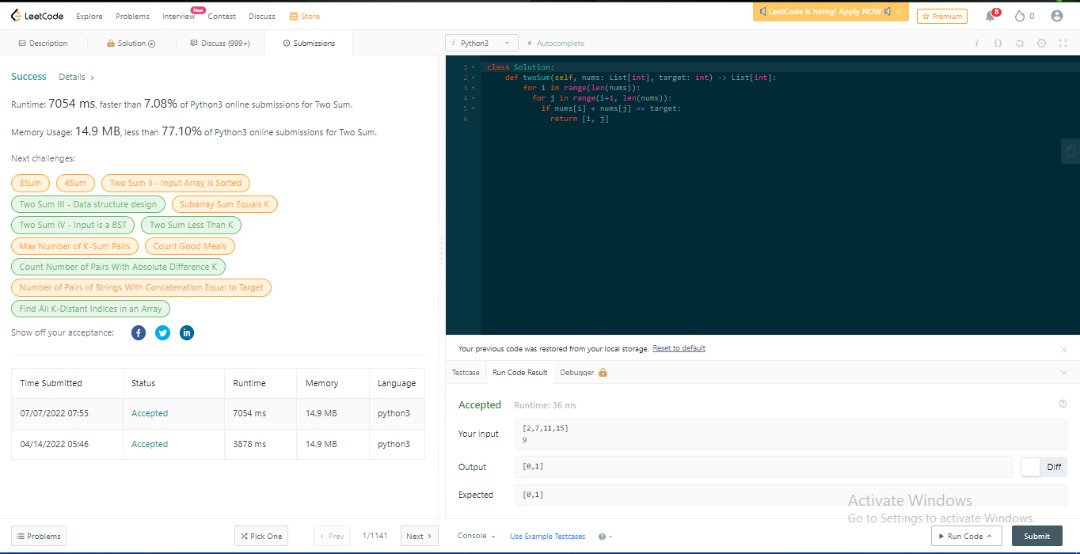 LeetCode Explore Problems Interview New Contest Discuss Store
LeetCode is hiring! Apply NOW
Premium 8 0
Description Solution Discuss (999+) Submissions
i Python3 Autocomplete
Success Details >
Runtime: 7054 ms, faster than 7.08% of Python3 online submissions for Two Sum.
Memory Usage: 14.9 MB, less than 77.10% of Python3 online submissions for Two Sum.
Next challenges:
3Sum 4Sum Two Sum II - Input Array Is Sorted
Two Sum III - Data structure design Subarray Sum Equals K
Two Sum IV - Input is a BST Two Sum Less Than K
Max Number of K-Sum Pairs Count Good Meals
Count Number of Pairs With Absolute Difference K
Number of Pairs of Strings With Concatenation Equal to Target
Find All K-Distant Indices in an Array
Show off your acceptance:
Time Submitted Status Runtime Memory Language
07/07/2022 07:55 Accepted 7054 ms 14.9 MB python3
04/14/2022 05:46 Accepted 3878 ms 14.9 MB python3
Problems Pick One < Prev 1/1141 Next >
1 class Solution:
2 def twoSum(self, nums: List[int], target: int) -> List[int]:
3 for i in range(len(nums)):
4 for j in range(i+1, len(nums)):
5 if nums[i] + nums[j] == target:
6 return [i, j]
Your previous code was restored from your local storage. Reset to default
Testcase Run Code Result Debugger
Accepted Runtime: 36 ms
Your input
[2,7,11,15]
9
Output [0,1] Diff
Expected [0,1]
Activate Windows
Go to Settings to activate Windows.
Console Use Example Testcases Run Code Submit